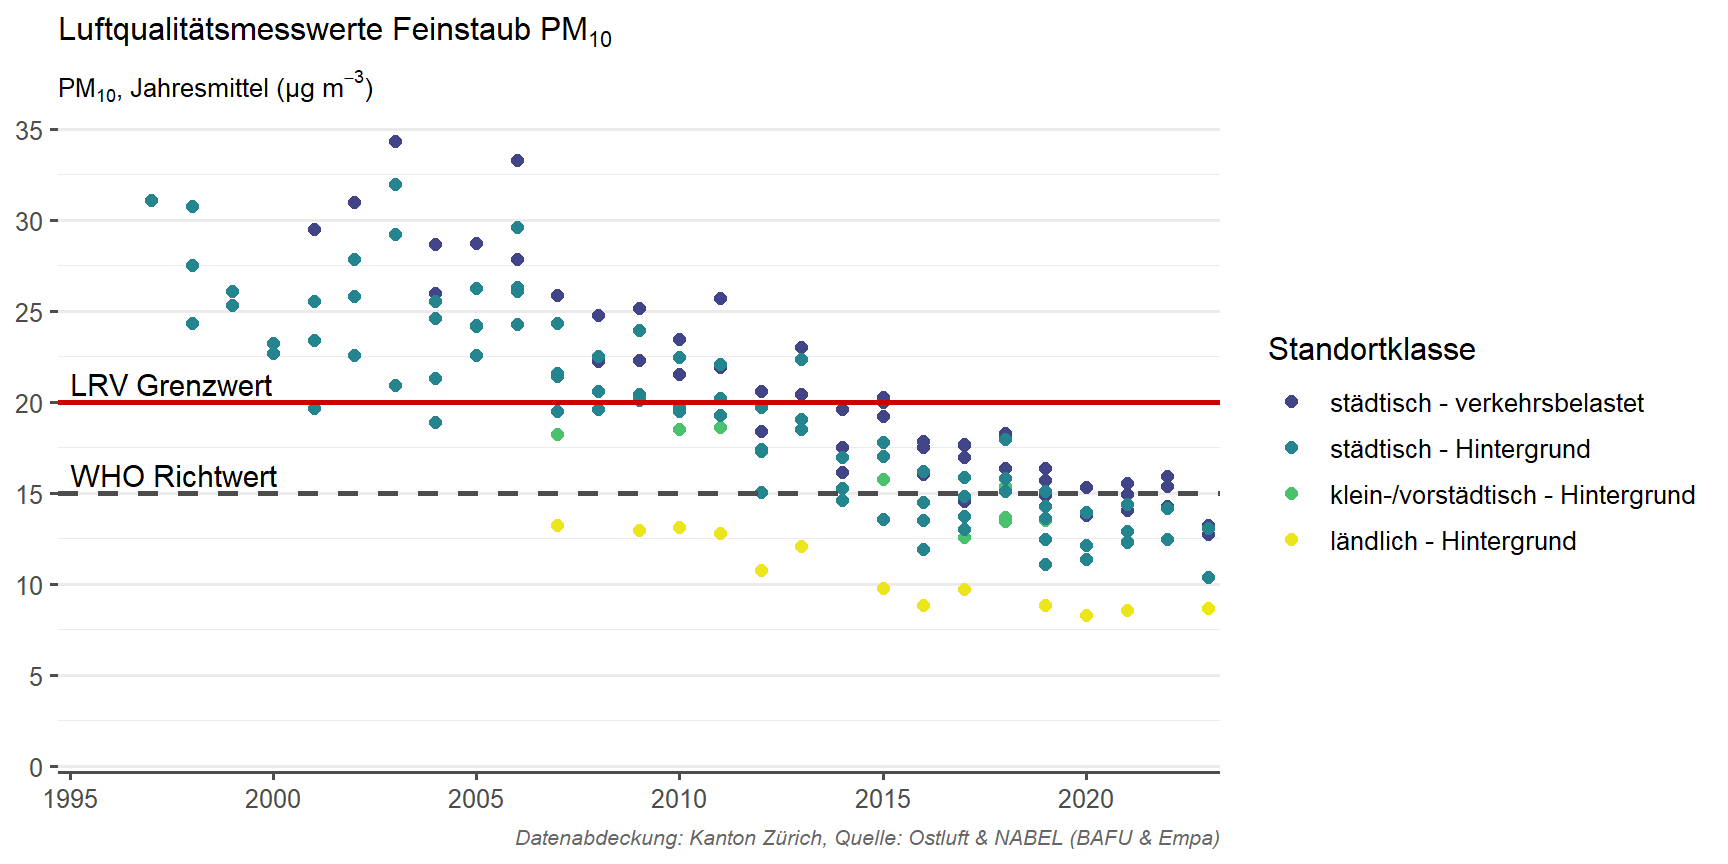 Luftqualitätsmesswerte Feinstaub PM₁₀
PM₁₀, Jahresmittel (µg m⁻³)
35
30
25
20
15
10
5
0
LRV Grenzwert
WHO Richtwert
1995 2000 2005 2010 2015 2020
Standortklasse
städtisch - verkehrsbelastet
städtisch - Hintergrund
klein-/vorstädtisch - Hintergrund
ländlich - Hintergrund
Datenabdeckung: Kanton Zürich, Quelle: Ostluft & NABEL (BAFU & Empa)